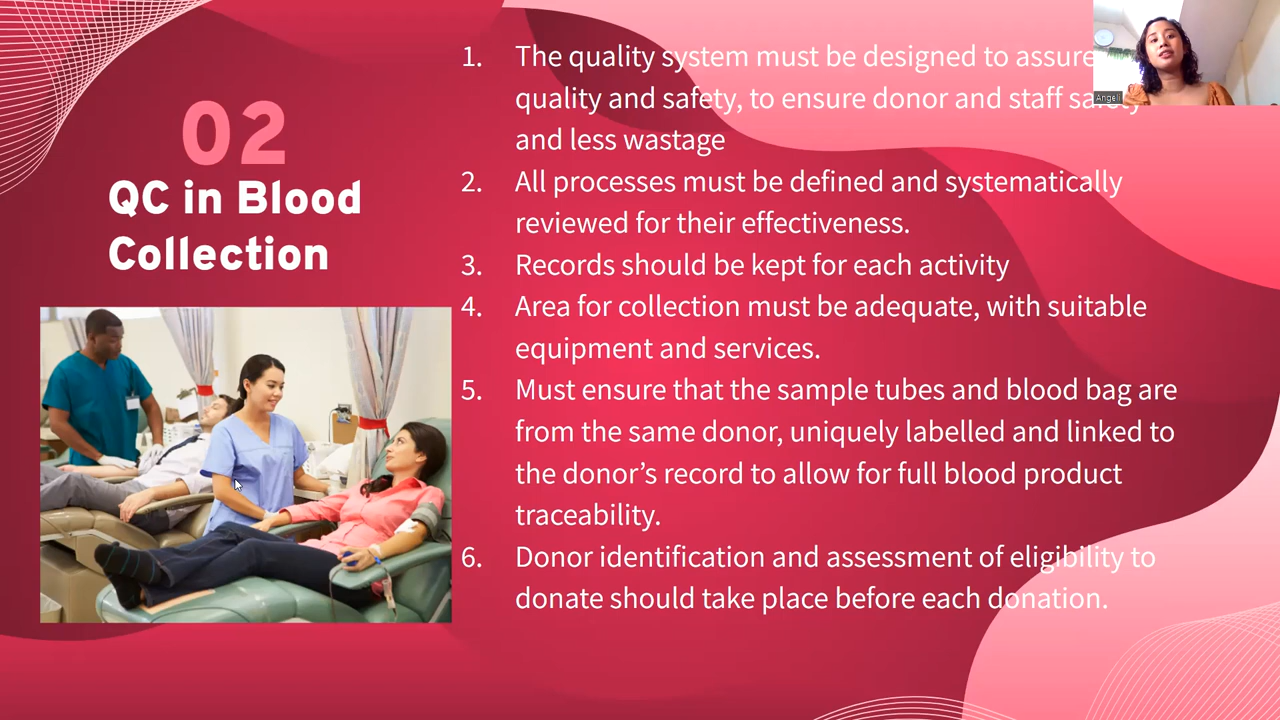 02
QC in Blood
Collection
1. The quality system must be designed to assure
quality and safety, to ensure donor and staff safety
and less wastage
2. All processes must be defined and systematically
reviewed for their effectiveness.
3. Records should be kept for each activity
4. Area for collection must be adequate, with suitable
equipment and services.
5. Must ensure that the sample tubes and blood bag are
from the same donor, uniquely labelled and linked to
the donor's record to allow for full blood product
traceability.
6. Donor identification and assessment of eligibility to
donate should take place before each donation.
Angeli